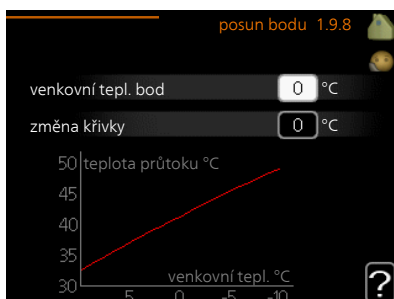 posun bodu 1.9.8
venkovní tepl. bod 0 °C
změna křivky 0 °C
50 teplota průtoku °C
45
40
35
venkovní tepl. °C
30
5 0 -5 -10
?